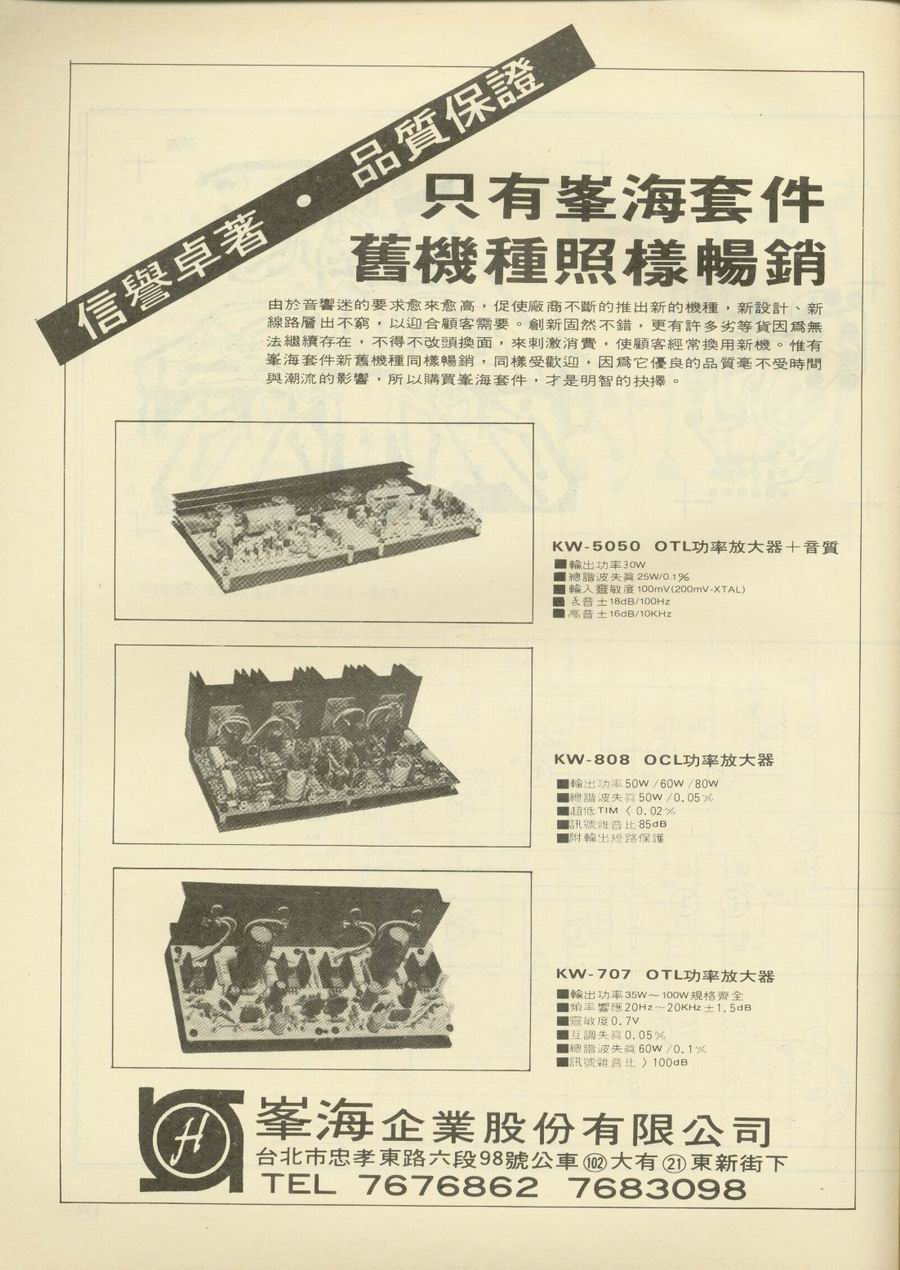 信譽卓著・品質保證
只有峯海套件
舊機種照樣暢銷
由於音響迷的要求愈來愈高，促使廠商不斷的推出新的機種，新設計、新
線路層出不窮，以迎合顧客需要。創新固然不錯，更有許多劣等貨因爲無
法繼續存在，不得不改頭換面，來刺激消費，使顧客經常換用新機。惟有
峯海套件新舊機種同樣暢銷，同樣受歡迎，因爲它優良的品質毫不受時間
與潮流的影響，所以購買峯海套件，才是明智的抉擇。
KW-5050 OTL功率放大器＋音質
■輸出功率30W
■總諧波失眞25W/0.1%
■輸入靈敏度100mV(200mV-XTAL)
■低音±18dB/100Hz
■高音±16dB/10KHz
KW-808 OCL功率放大器
■輸出功率50W/60W/80W
■總諧波失眞50W/0.05%
■超低TIM〈0.02%
■訊號雜音比85dB
■附輸出短路保護
KW-707 OTL功率放大器
■輸出功率35W～100W規格齊全
■頻率響應20Hz～20KHz±1.5dB
■靈敏度0.7V
■互調失眞0.05%
■總諧波失眞60W/0.1%
■訊號雜音比〉100dB
H
峯海企業股份有限公司
台北市忠孝東路六段98號公車(102)大有(21)東新街下
TEL 7676862 7683098